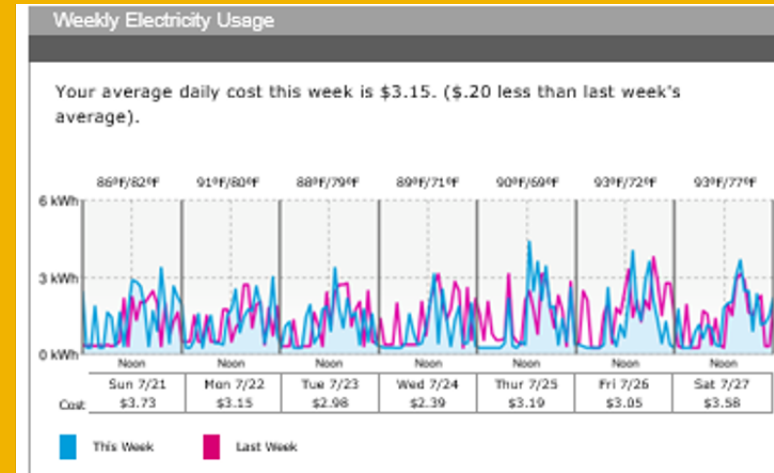 Weekly Electricity Usage
Your average daily cost this week is $3.15. ($.20 less than last week's
average).
86ºf/82ºf 91ºf/80ºf 88ºf/79ºf 89ºf/71ºf 90ºf/69ºf 93ºf/72ºf 93ºf/77ºf
6 kWh
3 kWh
0 kWh
Noon Noon Noon Noon Noon Noon Noon
Sun 7/21 Mon 7/22 Tue 7/23 Wed 7/24 Thur 7/25 Fri 7/26 Sat 7/27
Cost $3.73 $3.15 $2.98 $2.39 $3.19 $3.05 $3.58
This Week Last Week